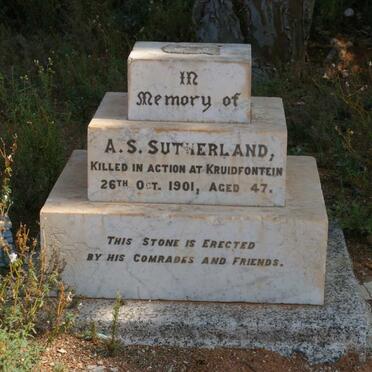 In
Memory of
A. S. SUTHERLAND,
KILLED IN ACTION AT KRUIDFONTEIN
26TH OCT. 1901, AGED 47.
THIS STONE IS ERECTED
BY HIS COMRADES AND FRIENDS.